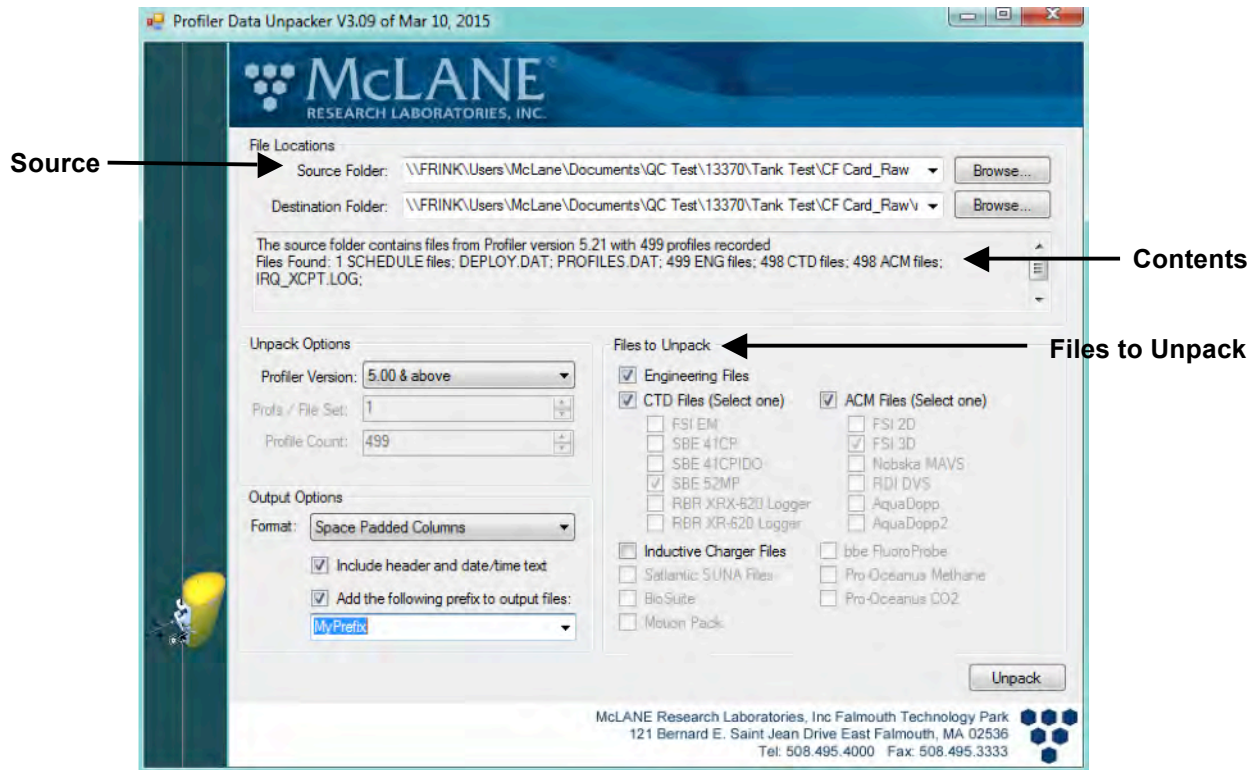 Profiler Data Unpacker V3.09 of Mar 10, 2015
McLANE®
RESEARCH LABORATORIES, INC.
File Locations
Source
Source Folder: \\FRINK\Users\McLane\Documents\QC Test\13370\Tank Test\CF Card_Raw Browse...
Destination Folder: \\FRINK\Users\McLane\Documents\QC Test\13370\Tank Test\CF Card_Raw\ Browse...
The source folder contains files from Profiler version 5.21 with 499 profiles recorded
Files Found: 1 SCHEDULE files; DEPLOY.DAT; PROFILES.DAT; 499 ENG files; 498 CTD files; 498 ACM files;
IRQ_XCPT.LOG;
Contents
Unpack Options
Profiler Version: 5.00 & above
Profs / File Set: 1
Profile Count: 499
Output Options
Format: Space Padded Columns
Include header and date/time text
Add the following prefix to output files:
MyPrefix
Files to Unpack
Files to Unpack
Engineering Files
CTD Files (Select one)
FSI EM
SBE 41CP
SBE 41CPIDO
SBE 52MP
RBR XRX-620 Logger
RBR XR-620 Logger
ACM Files (Select one)
FSI 2D
FSI 3D
Nobska MAVS
RDI DVS
AquaDopp
AquaDopp2
Inductive Charger Files
Satlantic SUNA Files
BioSuite
Motion Pack
bbe FluoroProbe
Pro-Oceanus Methane
Pro-Oceanus CO2
Unpack
McLANE Research Laboratories, Inc Falmouth Technology Park
121 Bernard E. Saint Jean Drive East Falmouth, MA 02536
Tel: 508.495.4000 Fax: 508.495.3333